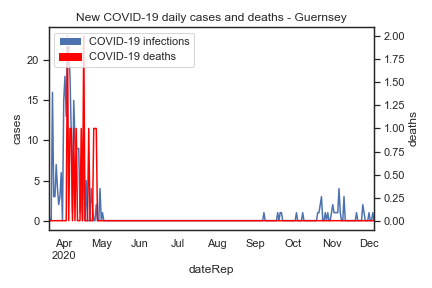 New COVID-19 daily cases and deaths - Guernsey
COVID-19 infections
COVID-19 deaths
cases
20
15
10
5
0
deaths
2.00
1.75
1.50
1.25
1.00
0.75
0.50
0.25
0.00
Apr May Jun Jul Aug Sep Oct Nov Dec
2020
dateRep